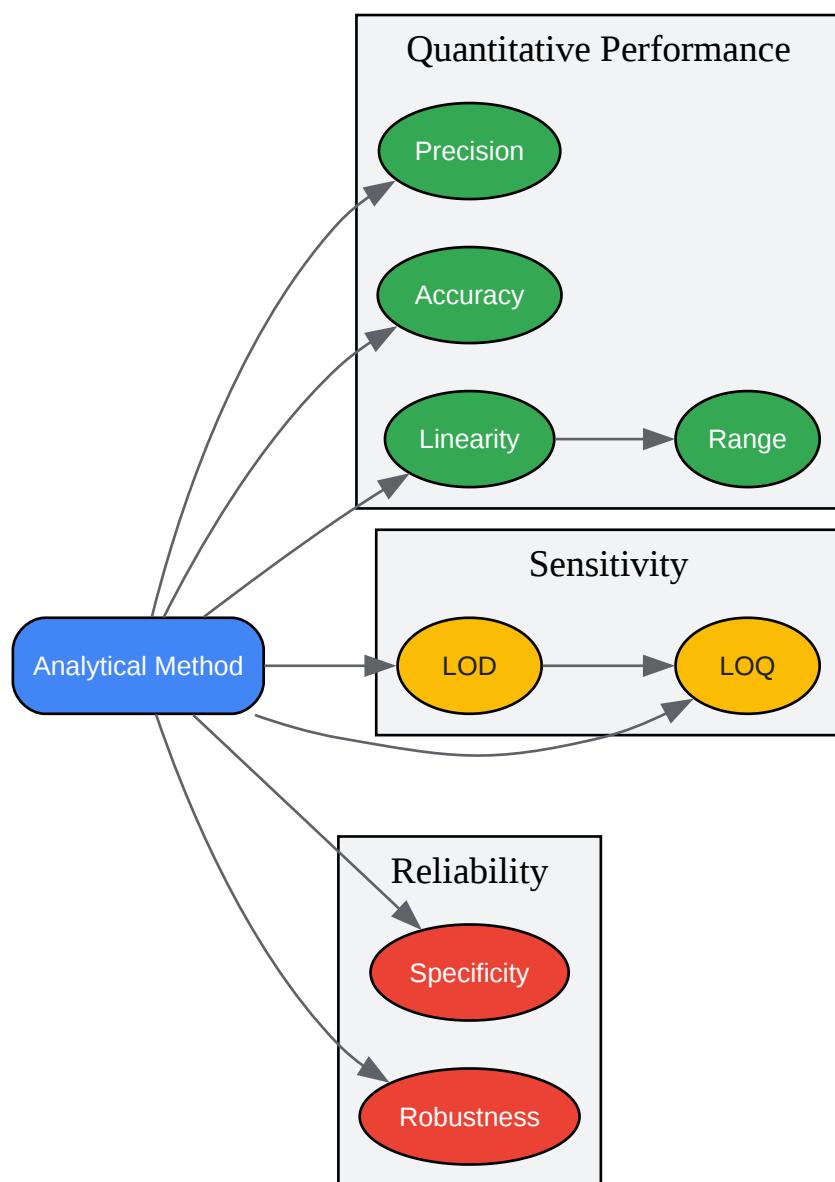 Quantitative Performance
Precision
Accuracy
Linearity
Range
Sensitivity
Analytical Method
LOD
LOQ
Reliability
Specificity
Robustness